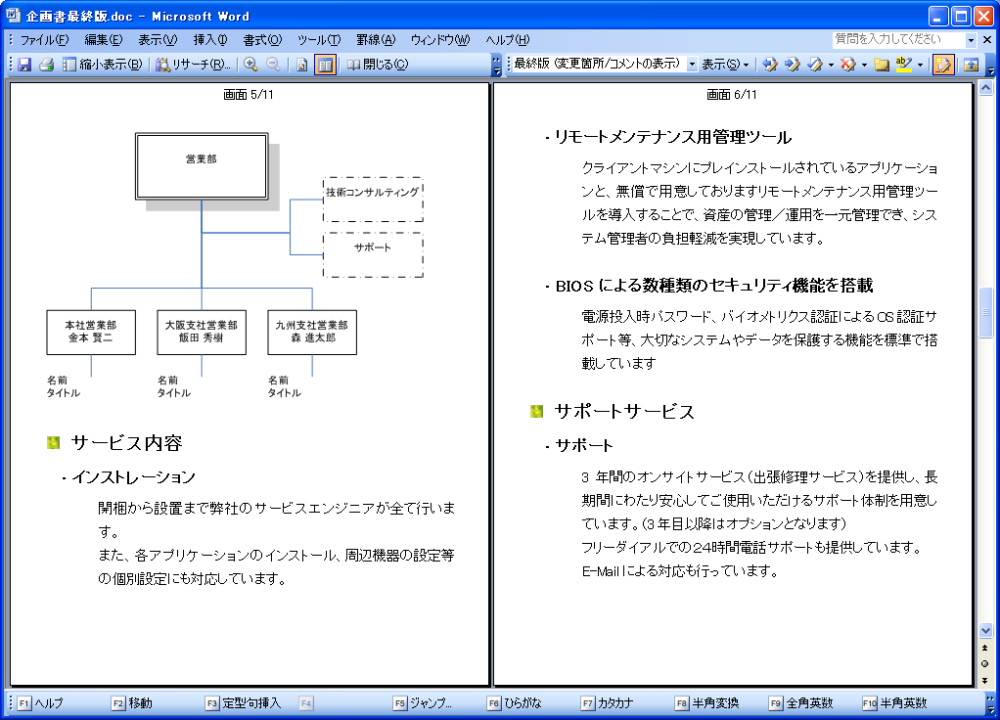 企画書最終版.doc - Microsoft Word
ファイル(F) 編集(E) 表示(V) 挿入(I) 書式(O) ツール(T) 罫線(A) ウィンドウ(W) ヘルプ(H) 質問を入力してください
縮小表示(B) リサーチ(R)... 閉じる(C) 最終版 (変更箇所/コメントの表示) 表示(S)
画面 5/11
営業部
技術コンサルティング
サポート
本社営業部
金本 賢二
大阪支社営業部
飯田 秀樹
九州支社営業部
森 進太郎
名前
タイトル
名前
タイトル
名前
タイトル
サービス内容
・インストレーション
開梱から設置まで弊社のサービスエンジニアが全て行いま
す。
また、各アプリケーションのインストール、周辺機器の設定等
の個別設定にも対応しています。
画面 6/11
・リモートメンテナンス用管理ツール
クライアントマシンにプレインストールされているアプリケーショ
ンと、無償で用意しておりますリモートメンテナンス用管理ツー
ルを導入することで、資産の管理／運用を一元管理でき、シス
テム管理者の負担軽減を実現しています。
・BIOS による数種類のセキュリティ機能を搭載
電源投入時パスワード、バイオメトリクス認証による OS 認証サ
ポート等、大切なシステムやデータを保護する機能を標準で搭
載しています
サポートサービス
・サポート
3 年間のオンサイトサービス（出張修理サービス）を提供し、長
期間にわたり安心してご使用いただけるサポート体制を用意し
ています。（3 年目以降はオプションとなります）
フリーダイアルでの２４時間電話サポートも提供しています。
E-Mail による対応も行っています。
F1 ヘルプ F2 移動 F3 定型句挿入 F4 F5 ジャンプ... F6 ひらがな F7 カタカナ F8 半角変換 F9 全角英数 F10 半角英数